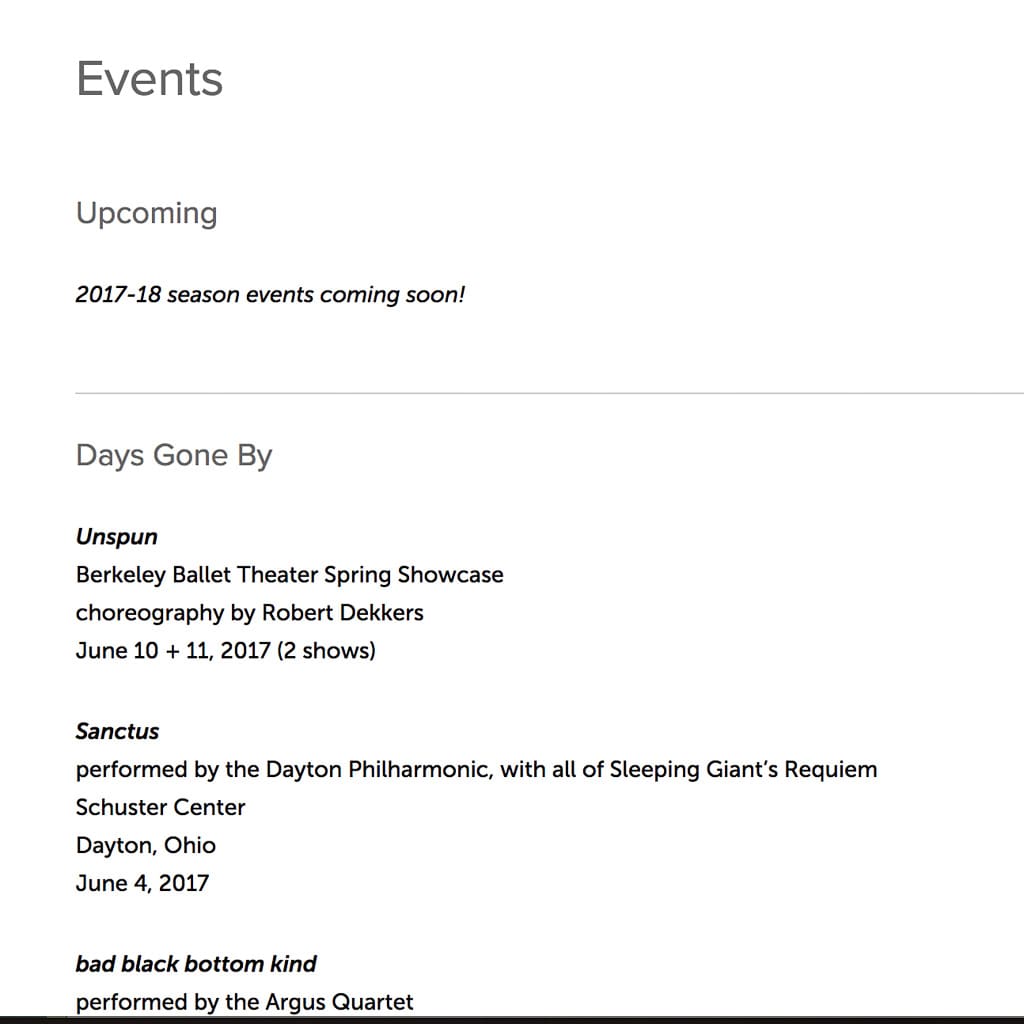 Events
Upcoming
2017-18 season events coming soon!
Days Gone By
Unspun
Berkeley Ballet Theater Spring Showcase
choreography by Robert Dekkers
June 10 + 11, 2017 (2 shows)
Sanctus
performed by the Dayton Philharmonic, with all of Sleeping Giant’s Requiem
Schuster Center
Dayton, Ohio
June 4, 2017
bad black bottom kind
performed by the Argus Quartet